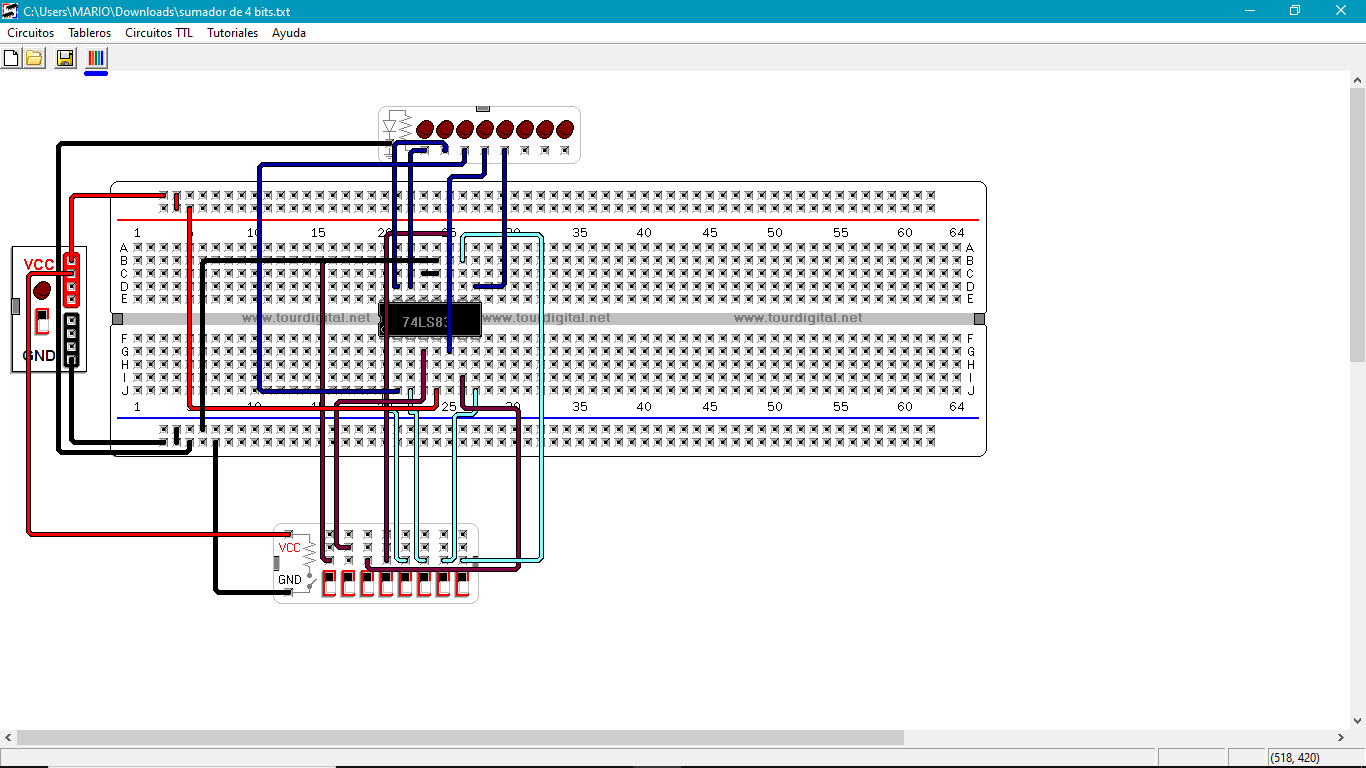 C:\Users\MARIO\Downloads\sumador de 4 bits.txt
Circuitos Tableros Circuitos TTL Tutoriales Ayuda
1 10 15 20 25 30 35 40 45 50 55 60 64
A A
B B
C C
D D
E E
VCC
GND
www.tourdigital.net www.tourdigital.net www.tourdigital.net
74LS83
F F
G G
H H
I I
J J
1 10 15 20 25 30 35 40 45 50 55 60 64
VCC
GND
(518, 420)